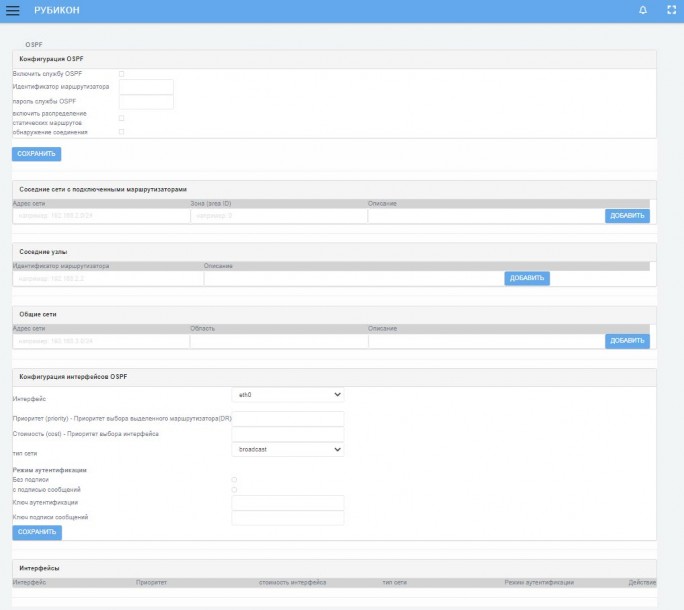 РУБИКОН
OSPF
Конфигурация OSPF
Включить службу OSPF
Идентификатор маршрутизатора
пароль службы OSPF
включить распределение
статических маршрутов
обнаружение соединения
СОХРАНИТЬ
Соседние сети с подключенными маршрутизаторами
Адрес сети Зона (area ID) Описание
например: 192.168.3.0/24 например: 0 ДОБАВИТЬ
Соседние узлы
Идентификатор маршрутизатора Описание
например: 192.168.2.3 ДОБАВИТЬ
Общие сети
Адрес сети Область Описание
например: 192.168.3.0/24 ДОБАВИТЬ
Конфигурация интерфейсов OSPF
Интерфейс eth0
Приоритет (priority) - Приоритет выбора выделенного маршрутизатора(DR)
Стоимость (cost) - Приоритет выбора интерфейса
тип сети broadcast
Режим аутентификации
Без подписи
с подписью сообщений
Ключ аутентификации
Ключ подписи сообщений
СОХРАНИТЬ
Интерфейсы
Интерфейс Приоритет стоимость интерфейса тип сети Режим аутентификации Действие